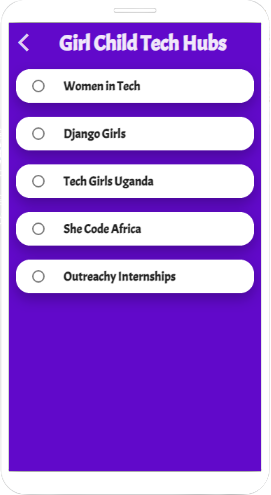 Girl Child Tech Hubs
Women in Tech
Django Girls
Tech Girls Uganda
She Code Africa
Outreachy Internships